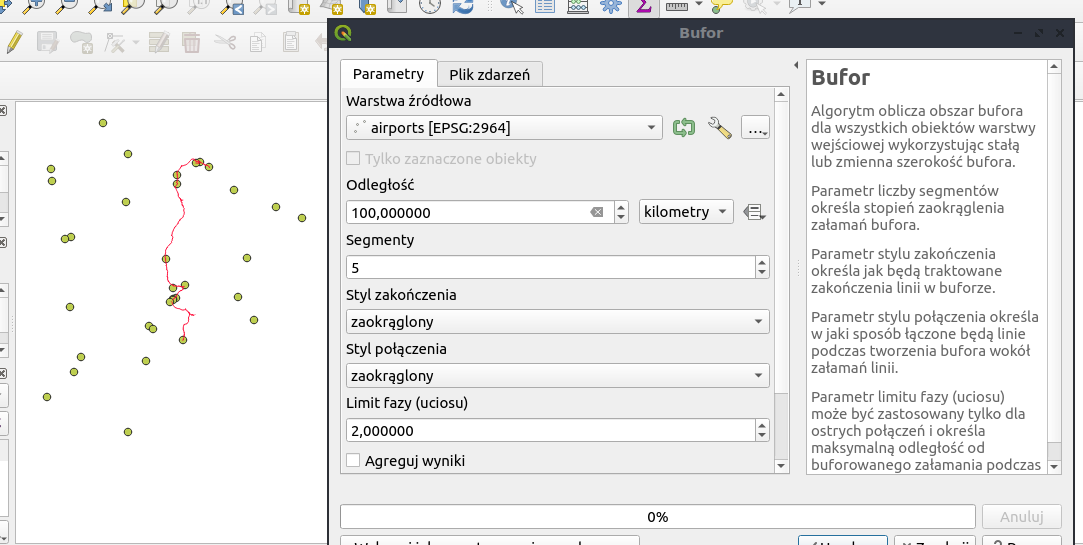 Bufor
Parametry
Plik zdarzeń
Warstwa źródłowa
airports [EPSG:2964]
...
Tylko zaznaczone obiekty
Odległość
100,000000
kilometry
Segmenty
5
Styl zakończenia
zaokrąglony
Styl połączenia
zaokrąglony
Limit fazy (uciosu)
2,000000
Agreguj wyniki
Bufor
Algorytm oblicza obszar bufora
dla wszystkich obiektów warstwy
wejściowej wykorzystując stałą
lub zmienna szerokość bufora.
Parametr liczby segmentów
określa stopień zaokrąglenia
załamań bufora.
Parametr stylu zakończenia
określa jak będą traktowane
zakończenia linii w buforze.
Parametr stylu połączenia określa
w jaki sposób łączone będą linie
podczas tworzenia bufora wokół
załamań linii.
Parametr limitu fazy (uciosu)
może być zastosowany tylko dla
ostrych połączeń i określa
maksymalną odległość od
buforowanego załamania podczas
0%
Anuluj